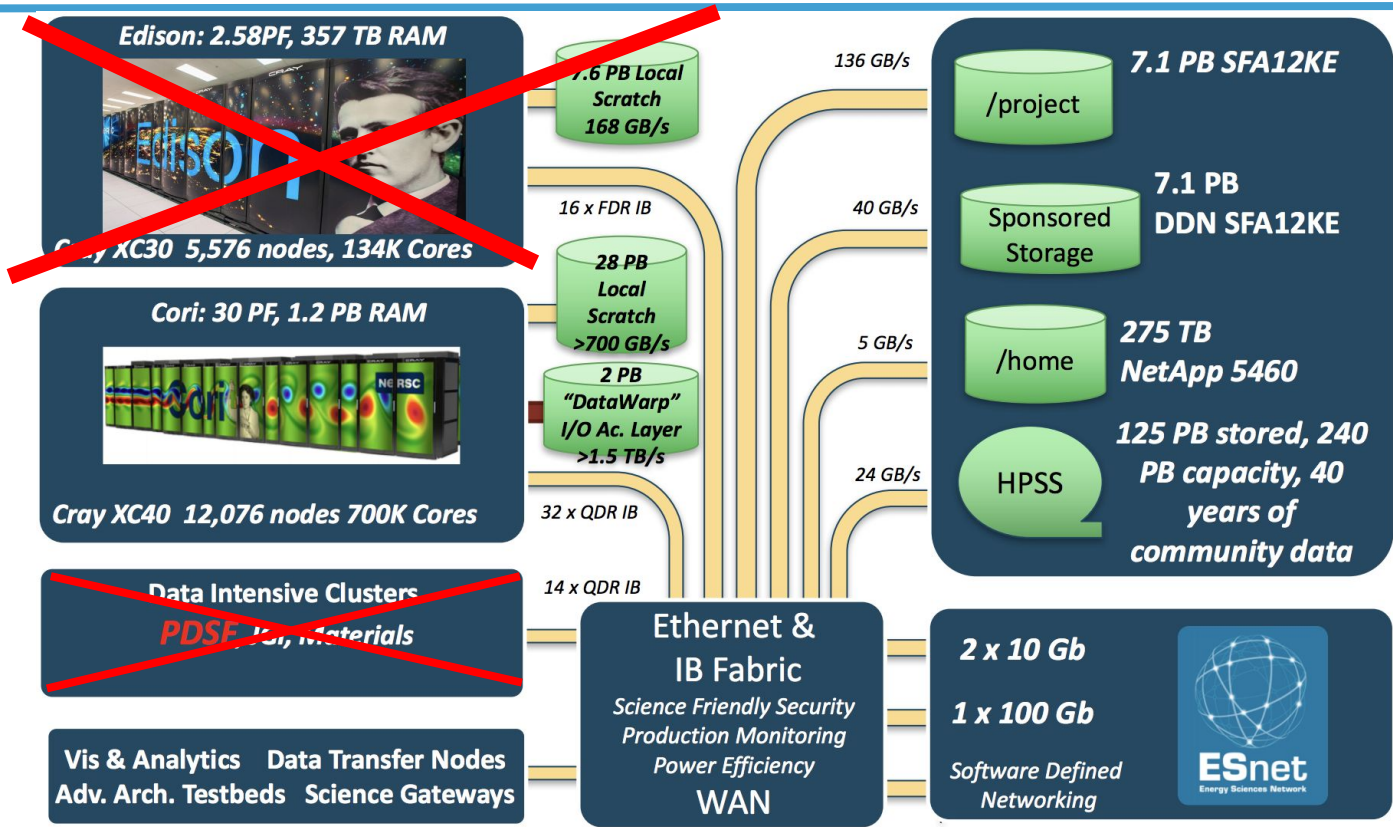 Edison: 2.58PF, 357 TB RAM
CRAY
Edison
Cray XC30 5,576 nodes, 134K Cores
7.6 PB Local
Scratch
168 GB/s
16 x FDR IB
Cori: 30 PF, 1.2 PB RAM
Cori
NERSC
Cray XC40 12,076 nodes 700K Cores
28 PB
Local
Scratch
>700 GB/s
2 PB
“DataWarp”
I/O Ac. Layer
>1.5 TB/s
32 x QDR IB
Data Intensive Clusters
PDSF, JGI, Materials
14 x QDR IB
Vis & Analytics Data Transfer Nodes
Adv. Arch. Testbeds Science Gateways
Ethernet &
IB Fabric
Science Friendly Security
Production Monitoring
Power Efficiency
WAN
136 GB/s
40 GB/s
5 GB/s
24 GB/s
/project
7.1 PB SFA12KE
Sponsored
Storage
7.1 PB
DDN SFA12KE
/home
275 TB
NetApp 5460
HPSS
125 PB stored, 240
PB capacity, 40
years of
community data
2 x 10 Gb
1 x 100 Gb
Software Defined
Networking
ESnet
Energy Sciences Network